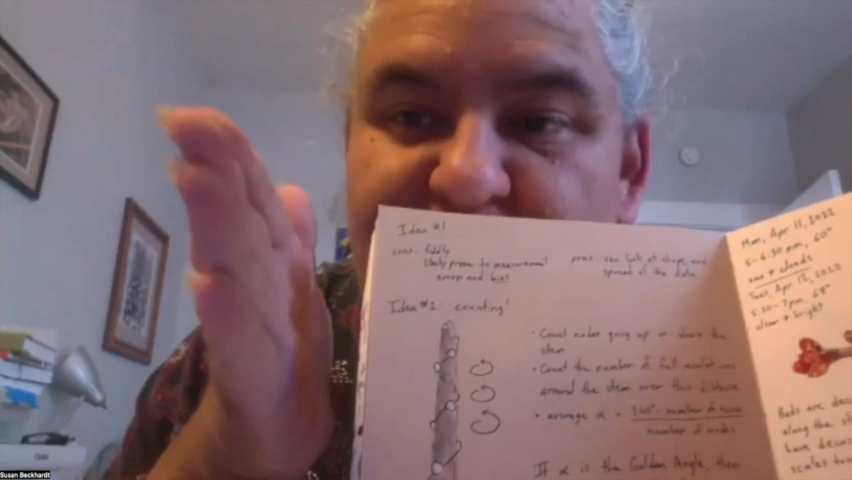 Idea #1
cons: fiddly
likely prone to measurement
error and bias
pros: can look at shape and
spread of the data
Idea #2: counting!
• Count nodes going up or down the
stem
• Count the number of full revolutions
around the stem over this distance
• average α = 360° · number of turns
number of nodes
If α is the Golden Angle, then
Mon, Apr 11, 2022
5-6:30 pm, 60°
sun + clouds
Tues, Apr 12, 2022
5:30-7pm, 68°
clear + bright
Buds are
along the
have
scales
Susan Beckhardt